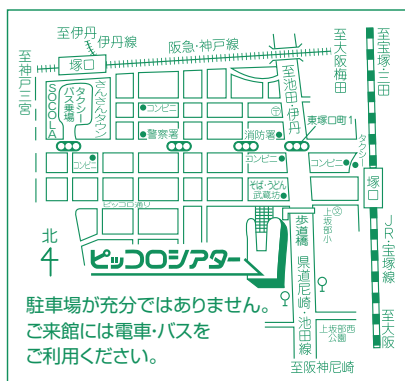 至伊丹
伊丹線
阪急・神戸線
至神戸三宮
塚口
至池田
伊丹
至大阪梅田
至宝塚・三田
SOCOLA
タクシー
バス乗場
さんさんタウン
コンビニ
警察署
消防署
東塚口町1
タクシー
コンビニ
コンビニ
コンビニ
塚口
ピッコロ通り
そば・うどん
武蔵坊
歩道橋
上坂部小
文
北
ピッコロシアター
県道尼崎・池田線
JR・宝塚線
駐車場が充分ではありません。
ご来館には電車・バスを
ご利用ください。
上坂部西
公園
至大阪
至阪神尼崎